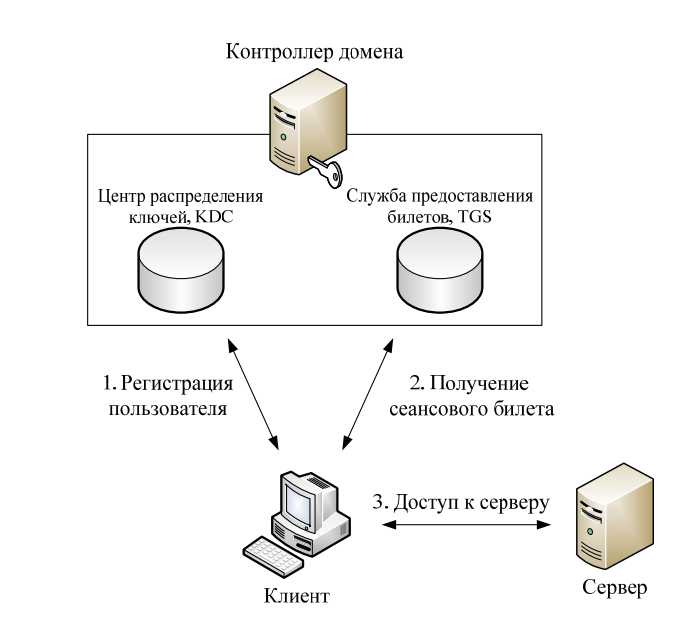 Контроллер домена
Центр распределения
ключей, KDC
Служба предоставления
билетов, TGS
1. Регистрация
пользователя
2. Получение
сеансового билета
3. Доступ к серверу
Клиент
Сервер